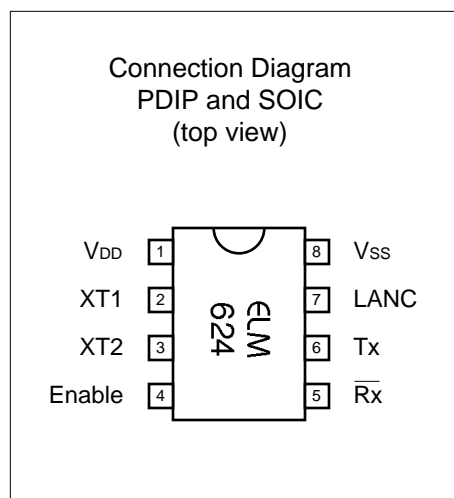 Connection Diagram
PDIP and SOIC
(top view)
VDD 1 8 VSS
XT1 2 7 LANC
XT2 3 6 Tx
Enable 4 5 R̅x̅
ELM
624